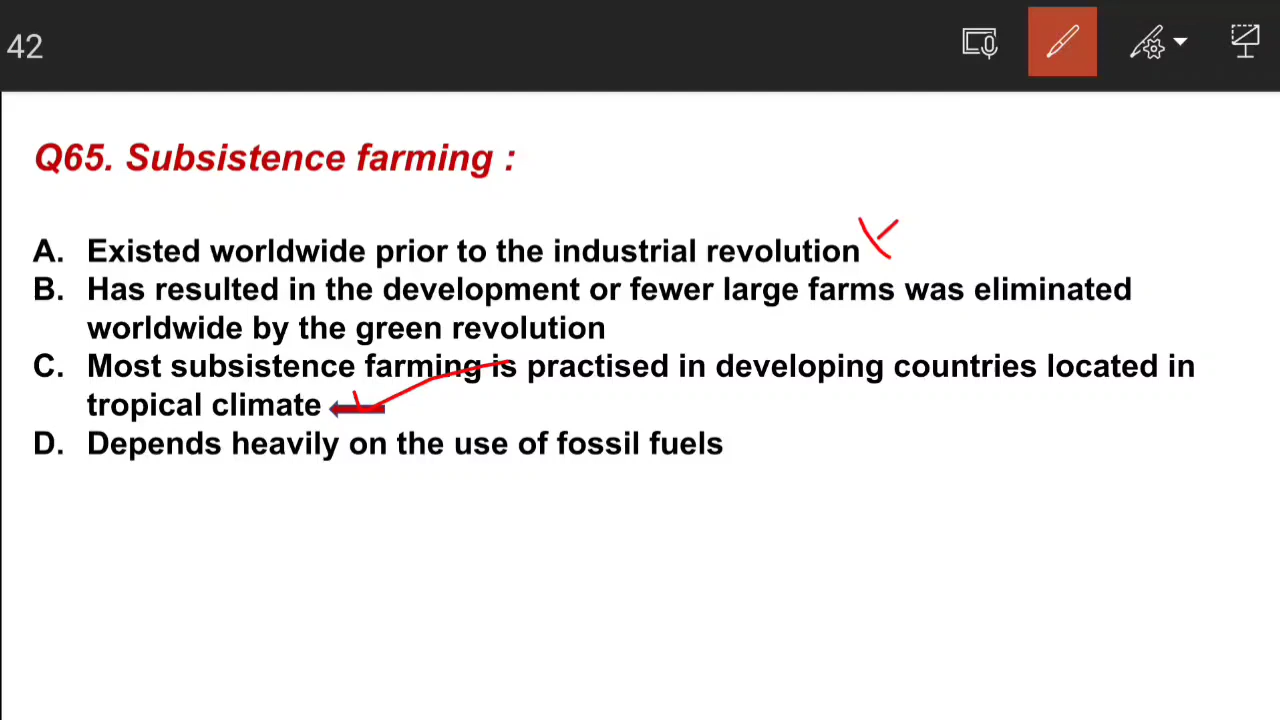 42
Q65. Subsistence farming :
A. Existed worldwide prior to the industrial revolution
B. Has resulted in the development or fewer large farms was eliminated
worldwide by the green revolution
C. Most subsistence farming is practised in developing countries located in
tropical climate
D. Depends heavily on the use of fossil fuels